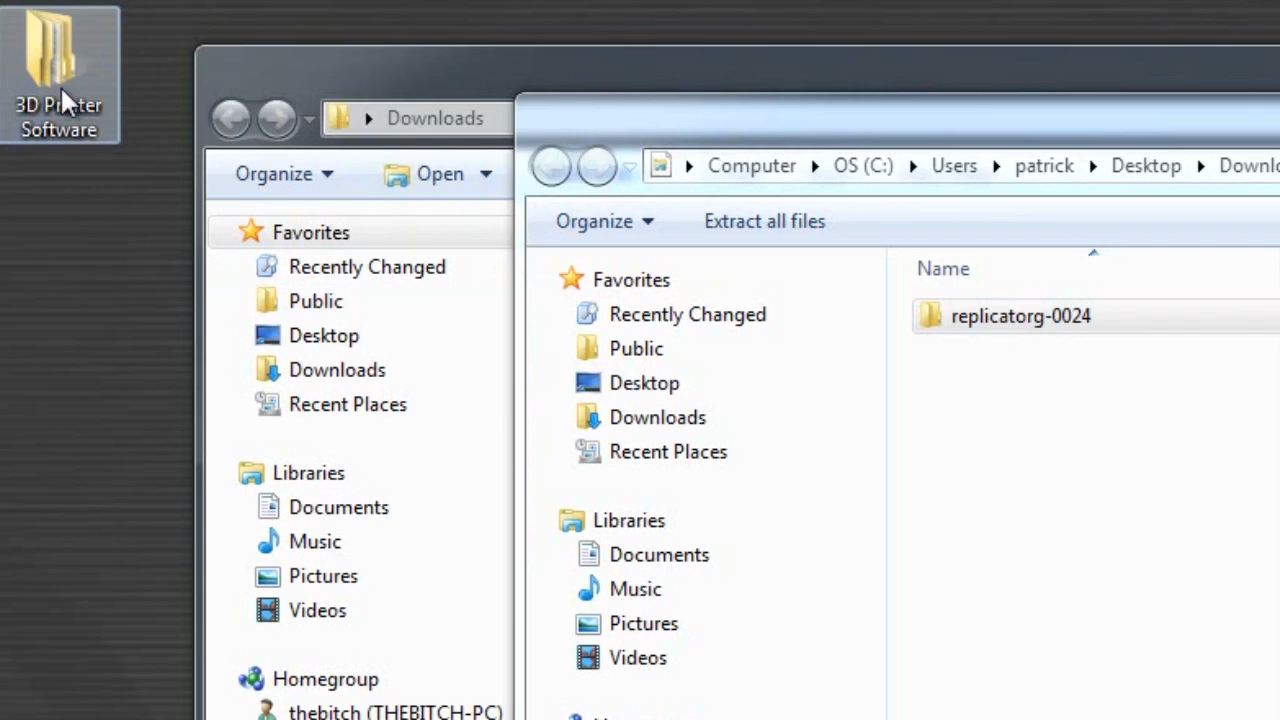 3D Printer
Software
Downloads
Organize
Open
Favorites
Recently Changed
Public
Desktop
Downloads
Recent Places
Libraries
Documents
Music
Pictures
Videos
Homegroup
thebitch (THEBITCH-PC)
Computer
OS (C:)
Users
patrick
Desktop
Downlo
Organize
Extract all files
Favorites
Recently Changed
Public
Desktop
Downloads
Recent Places
Libraries
Documents
Music
Pictures
Videos
Name
replicatorg-0024